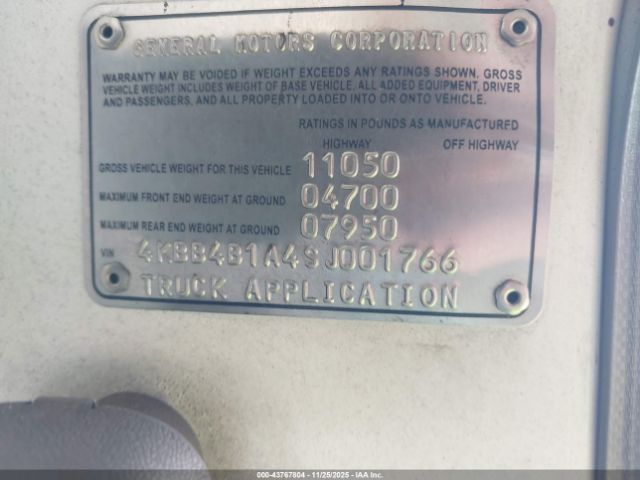 GENERAL MOTORS CORPORATION
WARRANTY MAY BE VOIDED IF WEIGHT EXCEEDS ANY RATINGS SHOWN. GROSS
VEHICLE WEIGHT INCLUDES WEIGHT OF BASE VEHICLE, ALL ADDED EQUIPMENT, DRIVER
AND PASSENGERS, AND ALL PROPERTY LOADED INTO OR ONTO VEHICLE.
RATINGS IN POUNDS AS MANUFACTURED
HIGHWAY OFF HIGHWAY
GROSS VEHICLE WEIGHT FOR THIS VEHICLE 11050
MAXIMUM FRONT END WEIGHT AT GROUND 04700
MAXIMUM REAR END WEIGHT AT GROUND 07950
VIN 4KBB4B1A4SJ001766
TRUCK APPLICATION
000-43767804 - 11/25/2025 - IAA Inc.